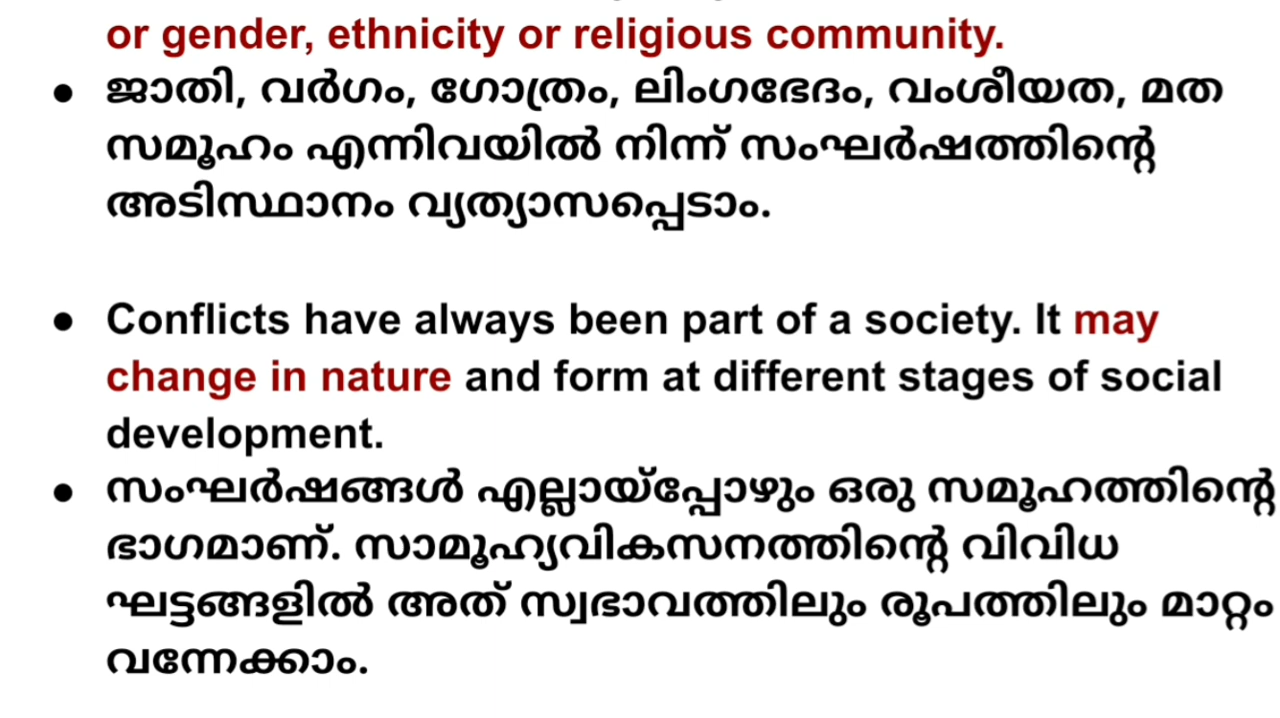 or gender, ethnicity or religious community.
● ജാതി, വർഗം, ഗോത്രം, ലിംഗഭേദം, വംശീയത, മത
സമൂഹം എന്നിവയിൽ നിന്ന് സംഘർഷത്തിന്റെ
അടിസ്ഥാനം വ്യത്യാസപ്പെടാം.
● Conflicts have always been part of a society. It may
change in nature and form at different stages of social
development.
● സംഘർഷങ്ങൾ എല്ലായ്പ്പോഴും ഒരു സമൂഹത്തിന്റെ
ഭാഗമാണ്. സാമൂഹ്യവികസനത്തിന്റെ വിവിധ
ഘട്ടങ്ങളിൽ അത് സ്വഭാവത്തിലും രൂപത്തിലും മാറ്റം
വന്നേക്കാം.